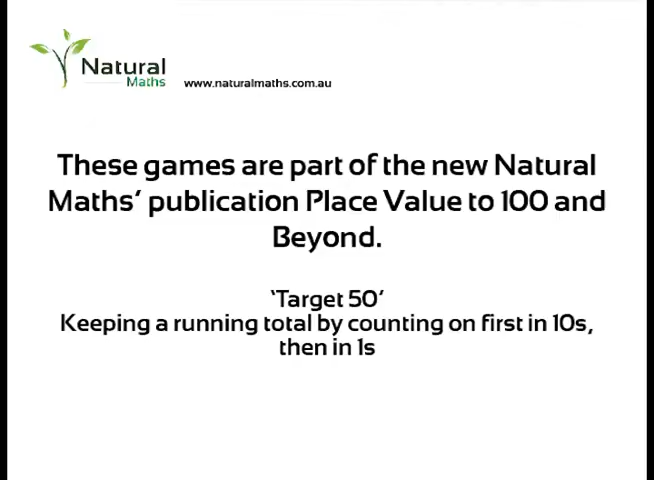 Natural
Maths
www.naturalmaths.com.au
These games are part of the new Natural
Maths' publication Place Value to 100 and
Beyond.
'Target 50'
Keeping a running total by counting on first in 10s,
then in 1s